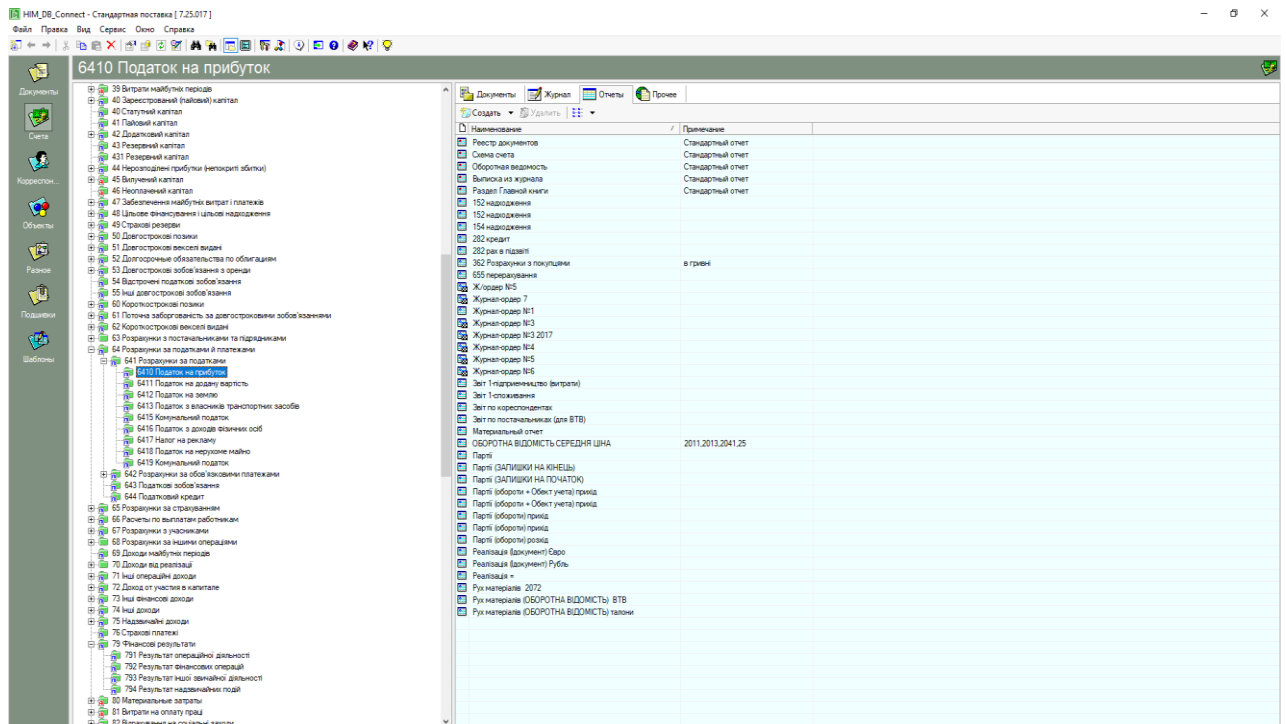 HIM_DB_Connect - Стандартная поставка [ 7.25.017 ]
Файл Правка Вид Сервис Окно Справка
6410 Податок на прибуток
Документы
Счета
Корреспон...
Объекты
Разное
Подшивки
Шаблоны
39 Витрати майбутніх періодів
40 Зареєстрований (пайовий) капітал
40 Статутний капітал
41 Пайовий капітал
42 Додатковий капітал
43 Резервний капітал
431 Резервний капітал
44 Нерозподілені прибутки (непокриті збитки)
45 Вилучений капітал
46 Неоплачений капітал
47 Забезпечення майбутніх витрат і платежів
48 Цільове фінансування і цільові надходження
49 Страхові резерви
50 Довгострокові позики
51 Довгострокові векселі видані
52 Долгосрочные обязательства по облигациям
53 Довгострокові зобов'язання з оренди
54 Відстрочені податкові зобов'язання
55 Інші довгострокові зобов'язання
60 Короткострокові позики
61 Поточна заборгованість за довгостроковими зобов'язаннями
62 Короткострокові векселі видані
63 Розрахунки з постачальниками та підрядниками
64 Розрахунки за податками й платежами
641 Розрахунки за податками
6410 Податок на прибуток
6411 Податок на додану вартість
6412 Податок на землю
6413 Податок з власників транспортних засобів
6415 Комунальний податок
6416 Податок з доходів фізичних осіб
6417 Налог на рекламу
6418 Податок на нерухоме майно
6419 Комунальний податок
642 Розрахунки за обов'язковими платежами
643 Податкові зобов'язання
644 Податковий кредит
65 Розрахунки за страхуванням
66 Расчеты по выплатам работникам
67 Розрахунки з учасниками
68 Розрахунки за іншими операціями
69 Доходи майбутніх періодів
70 Доходи від реалізації
71 Інші операційні доходи
72 Доход от участия в капитале
73 Інші фінансові доходи
74 Інші доходи
75 Надзвичайні доходи
76 Страхові платежі
79 Фінансові результати
791 Результат операційної діяльності
792 Результат фінансових операцій
793 Результат іншої звичайної діяльності
794 Результат надзвичайних подій
80 Материальные затраты
81 Витрати на оплату праці
82 Відрахування на соціальні заходи
Документы Журнал Отчеты Прочее
Создать Удалить
Наименование Примечание
Реестр документов Стандартный отчет
Схема счета Стандартный отчет
Оборотная ведомость Стандартный отчет
Выписка из журнала Стандартный отчет
Раздел Главной книги Стандартный отчет
152 надходження
152 надходження
154 надходження
282 кредит
282 рах в підзвіті
362 Розрахунки з покупцями в гривні
655 перерахування
Ж/ордер №5
Журнал-ордер 7
Журнал-ордер №1
Журнал-ордер №3
Журнал-ордер №3 2017
Журнал-ордер №4
Журнал-ордер №5
Журнал-ордер №6
Звіт 1-підприємництво (витрати)
Звіт 1-споживання
Звіт по кореспондентах
Звіт по постачальниках (для ВТВ)
Материальный отчет
ОБОРОТНА ВІДОМІСТЬ СЕРЕДНЯ ЦІНА 2011,2013,2041,25
Партії
Партії (ЗАЛИШКИ НА КІНЕЦЬ)
Партії (ЗАЛИШКИ НА ПОЧАТОК)
Партії (обороти + Обект учета) прихід
Партії (обороти + Обект учета) прихід
Партії (обороти) прихід
Партії (обороти) прихід
Партії (обороти) розхід
Реалізація (документ) Євро
Реалізація (документ) Рубль
Реалізація =
Рух матеріалів 2072
Рух матеріалів (ОБОРОТНА ВІДОМІСТЬ) ВТВ
Рух матеріалів (ОБОРОТНА ВІДОМІСТЬ) талони